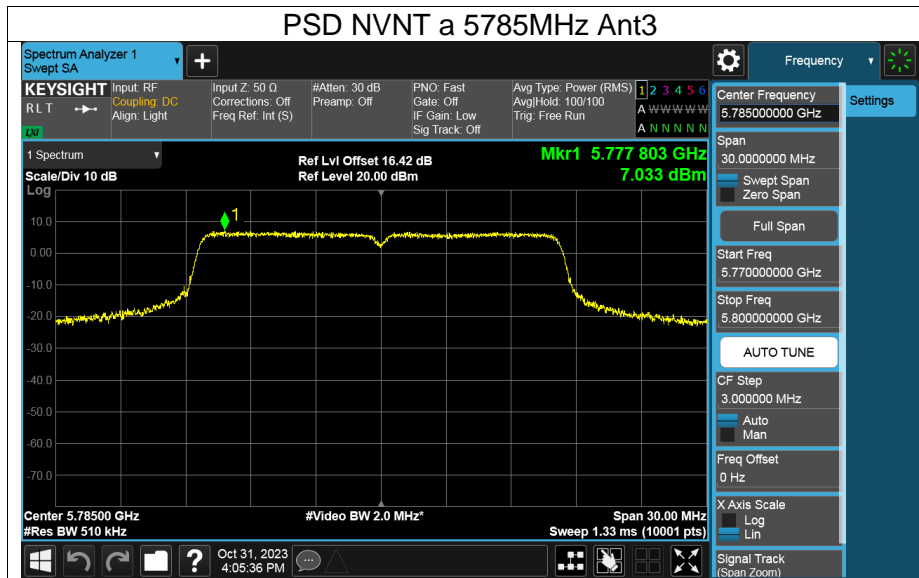 PSD NVNT a 5785MHz Ant3
Spectrum Analyzer 1
Swept SA
+
Frequency
KEYSIGHT
Input: RF
Coupling: DC
Align: Light
Input Z: 50 Ω
Corrections: Off
Freq Ref: Int (S)
#Atten: 30 dB
Preamp: Off
PNO: Fast
Gate: Off
IF Gain: Low
Sig Track: Off
Avg Type: Power (RMS)
Avg|Hold: 100/100
Trig: Free Run
1 2 3 4 5 6
A W W W W W
A N N N N N
R L T
LXI
1 Spectrum
Scale/Div 10 dB
Log
Ref Lvl Offset 16.42 dB
Ref Level 20.00 dBm
Mkr1 5.777 803 GHz
7.033 dBm
1
10.0
0.00
-10.0
-20.0
-30.0
-40.0
-50.0
-60.0
-70.0
Center 5.78500 GHz
#Res BW 510 kHz
#Video BW 2.0 MHz*
Span 30.00 MHz
Sweep 1.33 ms (10001 pts)
Center Frequency
5.785000000 GHz
Settings
Span
30.0000000 MHz
Swept Span
Zero Span
Full Span
Start Freq
5.770000000 GHz
Stop Freq
5.800000000 GHz
AUTO TUNE
CF Step
3.000000 MHz
Auto
Man
Freq Offset
0 Hz
X Axis Scale
Log
Lin
Signal Track
(Span Zoom)
?
Oct 31, 2023
4:05:36 PM